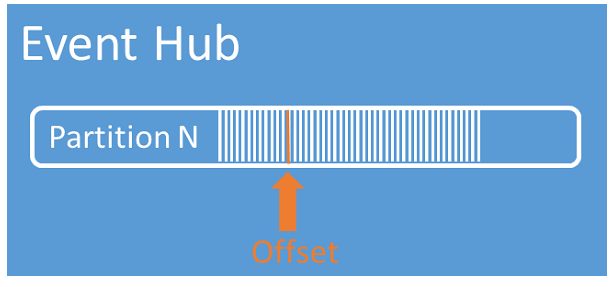 Event Hub
Partition N
Offset